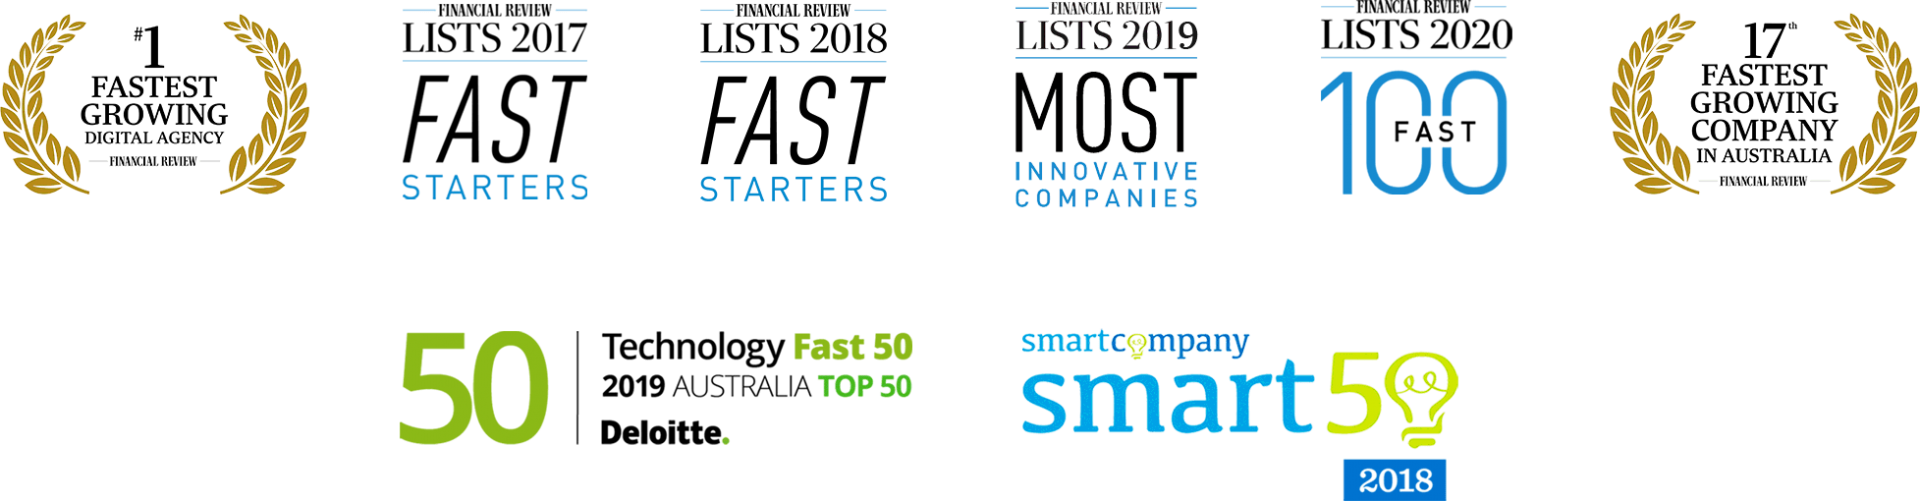 #1
FASTEST
GROWING
DIGITAL AGENCY
FINANCIAL REVIEW
FINANCIAL REVIEW
LISTS 2017
FAST
STARTERS
FINANCIAL REVIEW
LISTS 2018
FAST
STARTERS
FINANCIAL REVIEW
LISTS 2019
MOST
INNOVATIVE
COMPANIES
FINANCIAL REVIEW
LISTS 2020
100
FAST
17th
FASTEST
GROWING
COMPANY
IN AUSTRALIA
FINANCIAL REVIEW
50
Technology Fast 50
2019 AUSTRALIA TOP 50
Deloitte.
smartcompany
smart50
2018